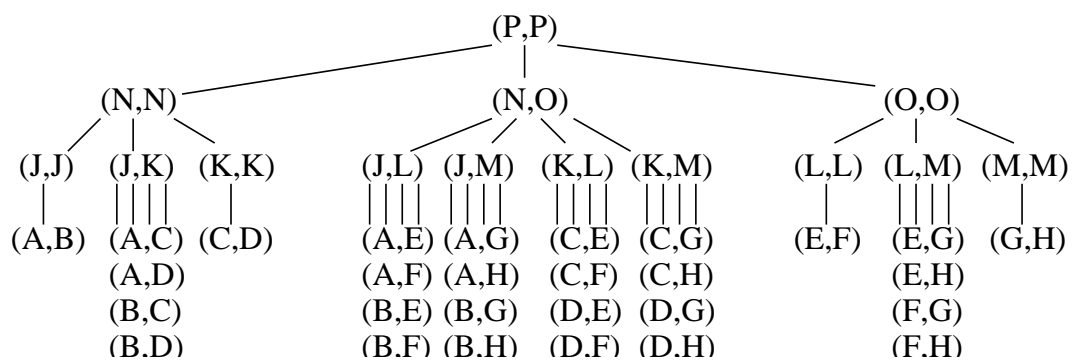 (P,P)
(N,N) (N,O) (O,O)
(J,J) (J,K) (K,K) (J,L) (J,M) (K,L) (K,M) (L,L) (L,M) (M,M)
(A,B) (A,C) (C,D) (A,E) (A,G) (C,E) (C,G) (E,F) (E,G) (G,H)
(A,D) (A,F) (A,H) (C,F) (C,H) (E,H)
(B,C) (B,E) (B,G) (D,E) (D,G) (F,G)
(B,D) (B,F) (B,H) (D,F) (D,H) (F,H)